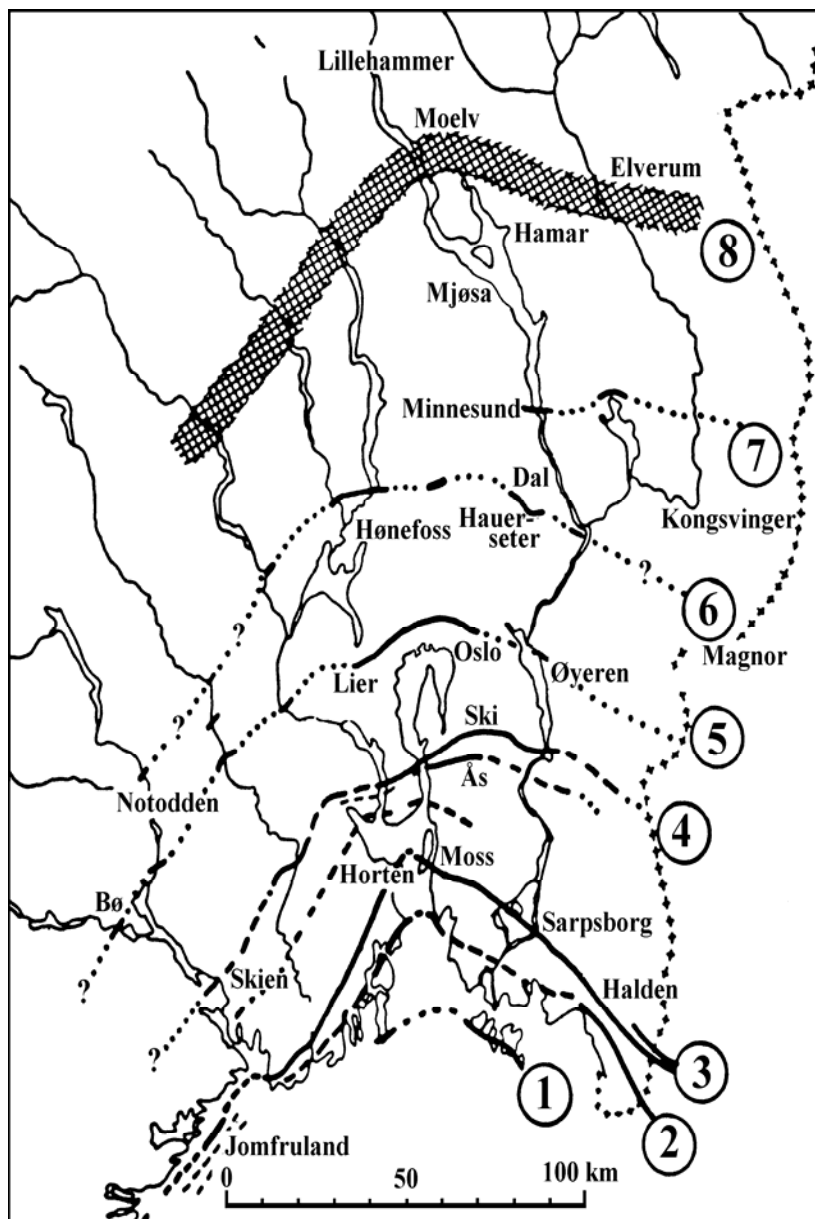 Lillehammer
Moelv
Elverum
Hamar
8
Mjøsa
Minnesund
7
Dal
Hauer-
seter
Kongsvinger
Hønefoss
?
6
?
Magnor
Oslo
Øyeren
Lier
5
Ski
?
Ås
Notodden
4
Moss
Horten
Bø
Sarpsborg
Skien
Halden
?
?
3
1
2
Jomfruland
0 50 100 km